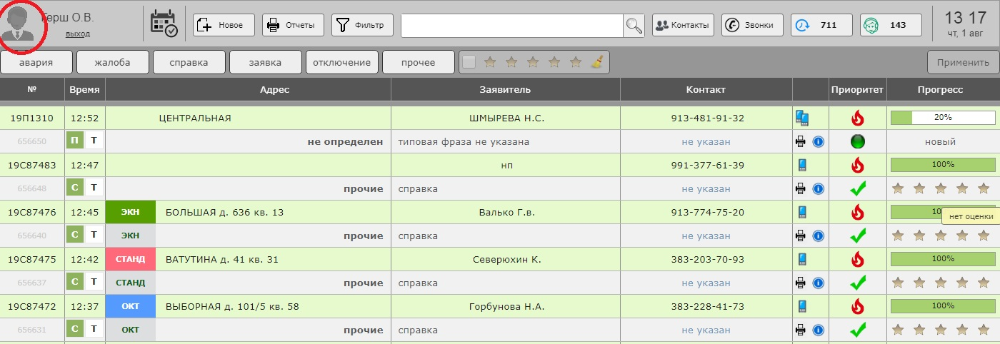 Герш О.В.
выход
Новое Отчеты Фильтр Контакты Звонки 711 143
13 17
чт, 1 авг
авария жалоба справка заявка отключение прочее Применить
№ Время Адрес Заявитель Контакт Приоритет Прогресс
19П1310 12:52 ЦЕНТРАЛЬНАЯ ШМЫРЕВА Н.С. 913-481-91-32 20%
656650 П Т не определен типовая фраза не указана не указан новый
19С87483 12:47 нп 991-377-61-39 100%
656648 С Т прочие справка не указан
19С87476 12:45 ЭКН БОЛЬШАЯ д. 636 кв. 13 Валько Г.в. 913-774-75-20 10
нет оценки
656640 С Т ЭКН прочие справка не указан
19С87475 12:42 СТАНД ВАТУТИНА д. 41 кв. 31 Северюхин К. 383-203-70-93 100%
656637 С Т СТАНД прочие справка не указан
19С87472 12:37 ОКТ ВЫБОРНАЯ д. 101/5 кв. 58 Горбунова Н.А. 383-228-41-73 100%
656631 С Т ОКТ прочие справка не указан